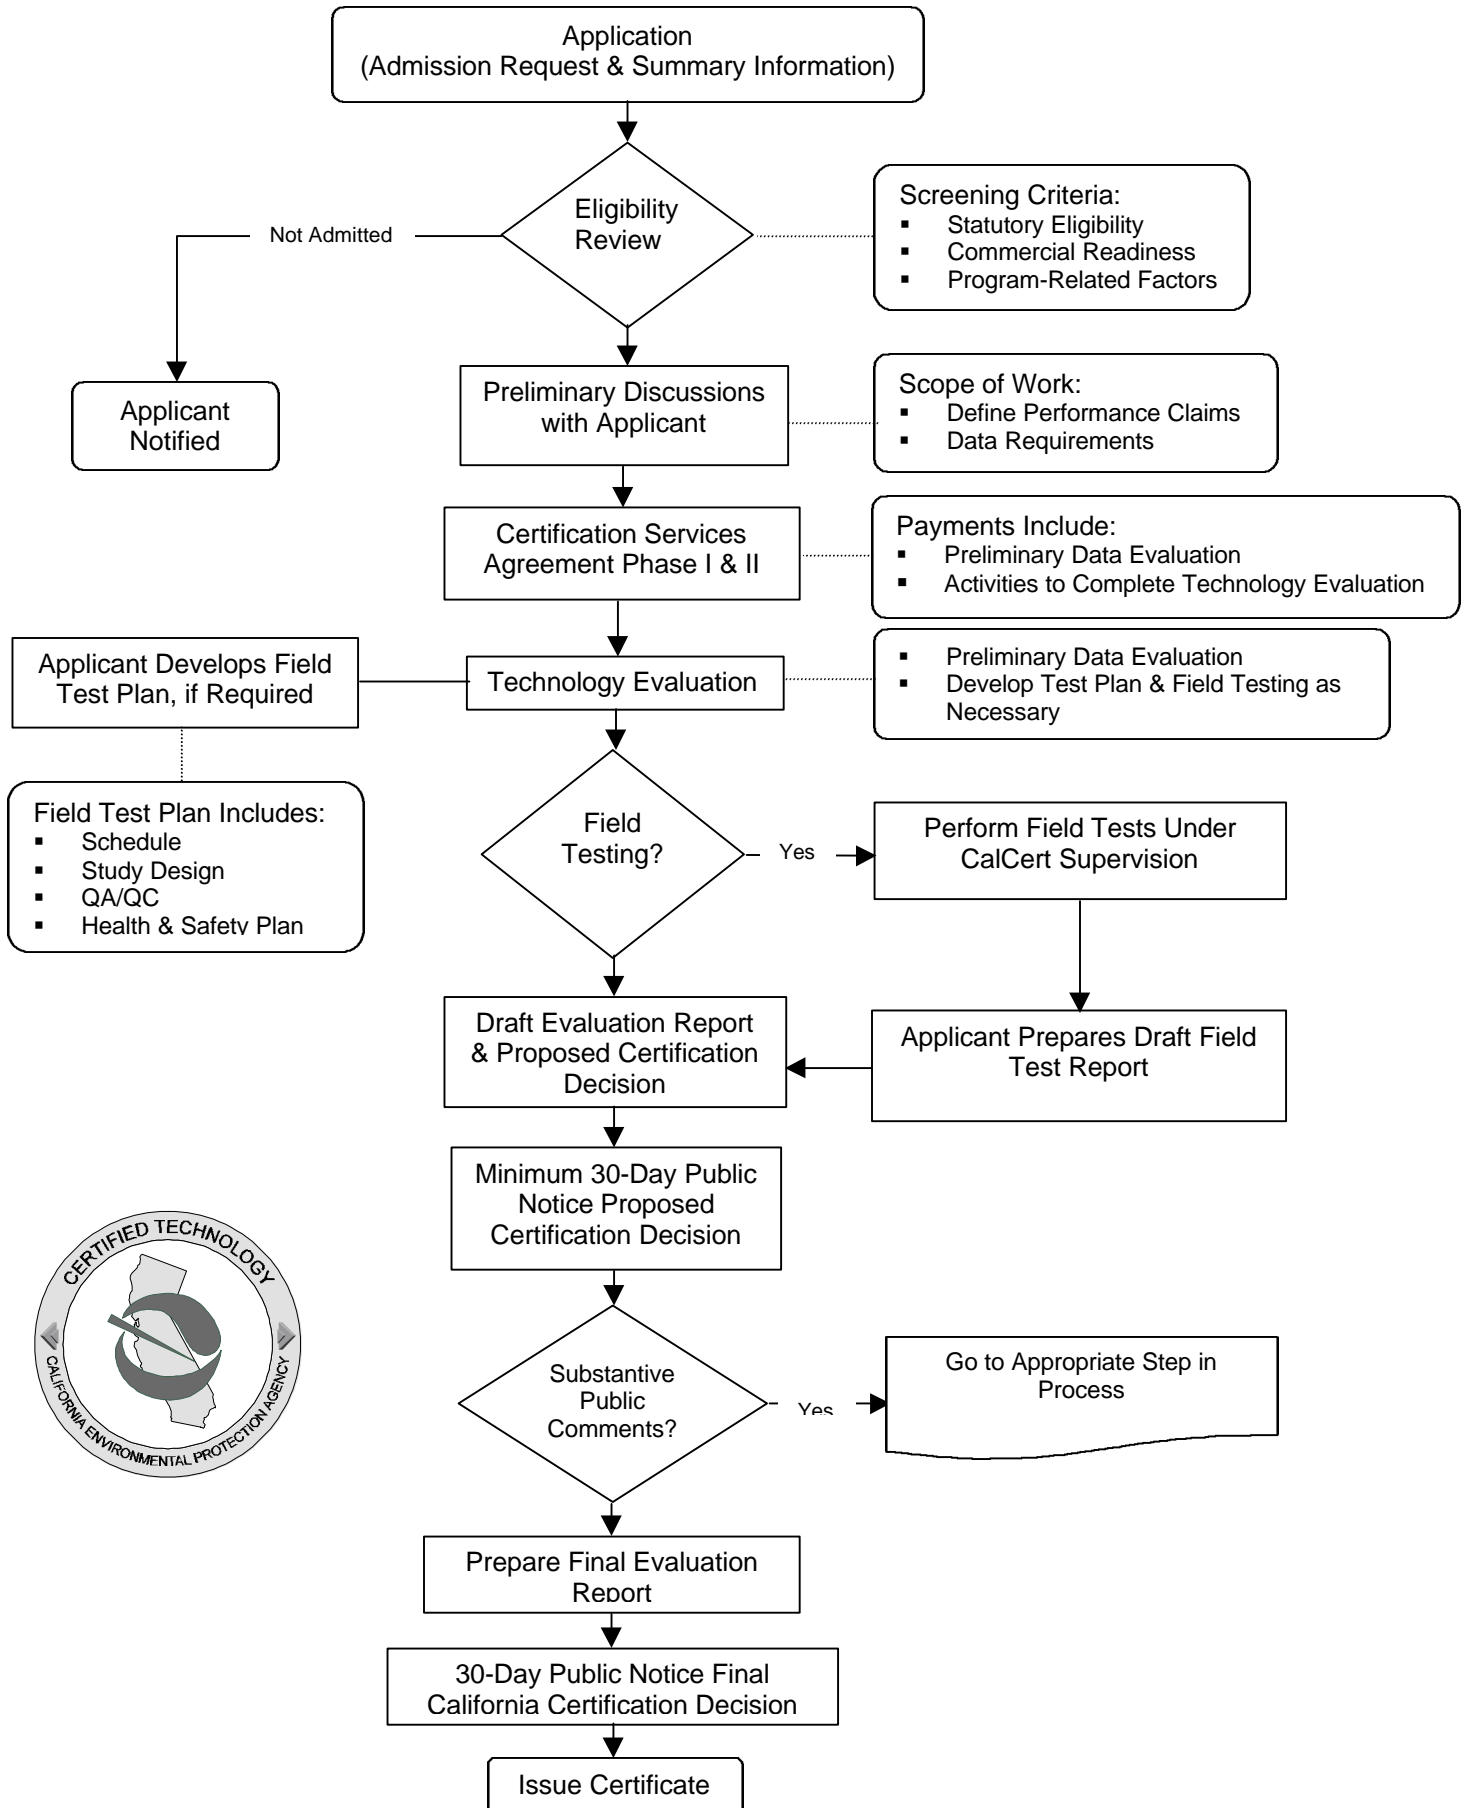 Application
(Admission Request & Summary Information)
Eligibility
Review
Not Admitted
Screening Criteria:
▪ Statutory Eligibility
▪ Commercial Readiness
▪ Program-Related Factors
Applicant
Notified
Preliminary Discussions
with Applicant
Scope of Work:
▪ Define Performance Claims
▪ Data Requirements
Certification Services
Agreement Phase I & II
Payments Include:
▪ Preliminary Data Evaluation
▪ Activities to Complete Technology Evaluation
Applicant Develops Field
Test Plan, if Required
Technology Evaluation
▪ Preliminary Data Evaluation
▪ Develop Test Plan & Field Testing as
Necessary
Field Test Plan Includes:
▪ Schedule
▪ Study Design
▪ QA/QC
▪ Health & Safety Plan
Field
Testing?
Yes
Perform Field Tests Under
CalCert Supervision
Draft Evaluation Report
& Proposed Certification
Decision
Applicant Prepares Draft Field
Test Report
Minimum 30-Day Public
Notice Proposed
Certification Decision
CERTIFIED TECHNOLOGY
CALIFORNIA ENVIRONMENTAL PROTECTION AGENCY
Substantive
Public
Comments?
Yes
Go to Appropriate Step in
Process
Prepare Final Evaluation
Report
30-Day Public Notice Final
California Certification Decision
Issue Certificate